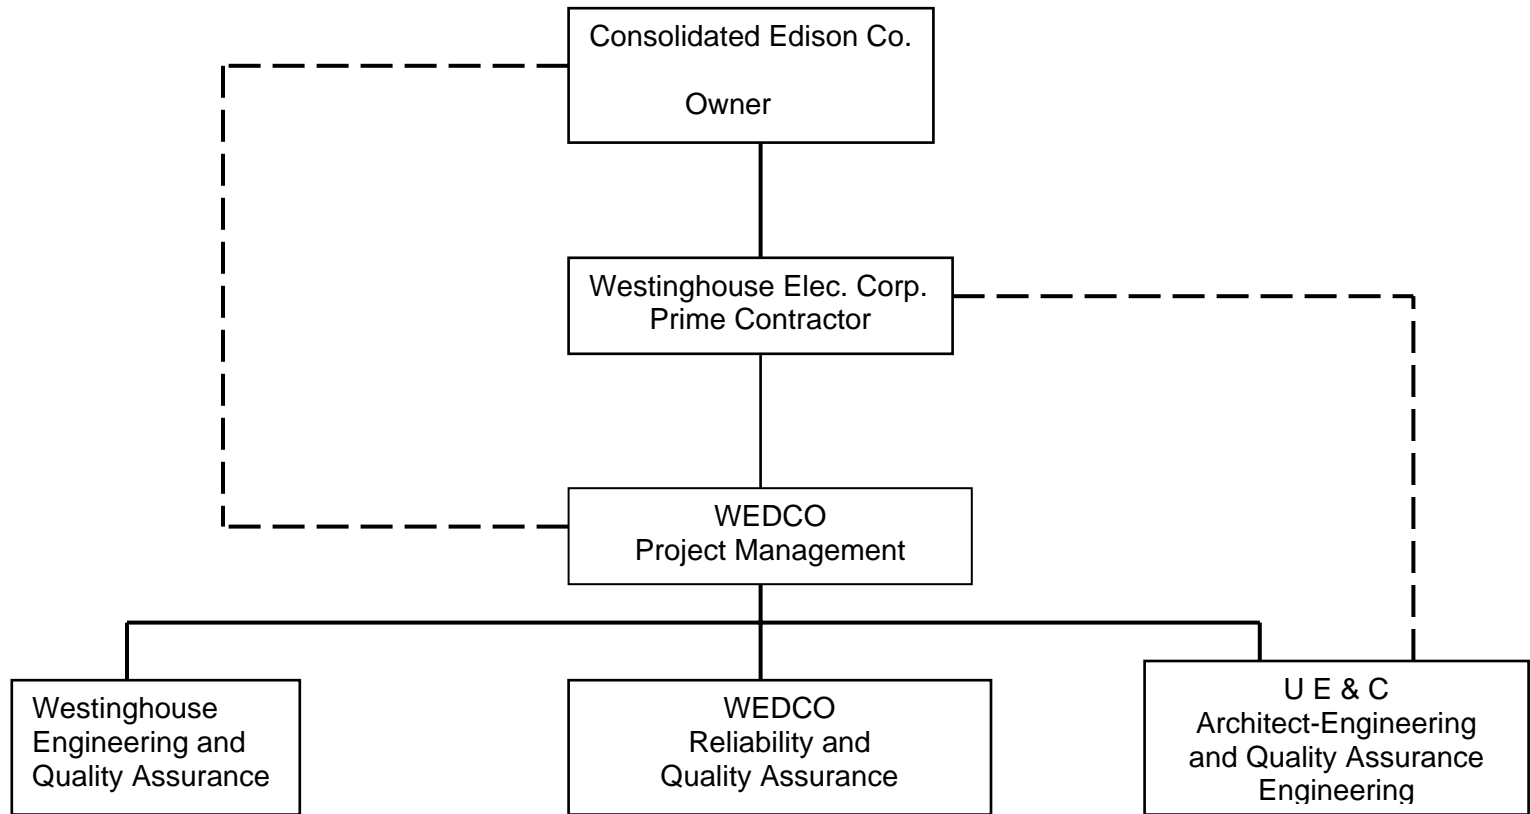 Consolidated Edison Co.
Owner
Westinghouse Elec. Corp.
Prime Contractor
WEDCO
Project Management
Westinghouse
Engineering and
Quality Assurance
WEDCO
Reliability and
Quality Assurance
U E & C
Architect-Engineering
and Quality Assurance
Engineering